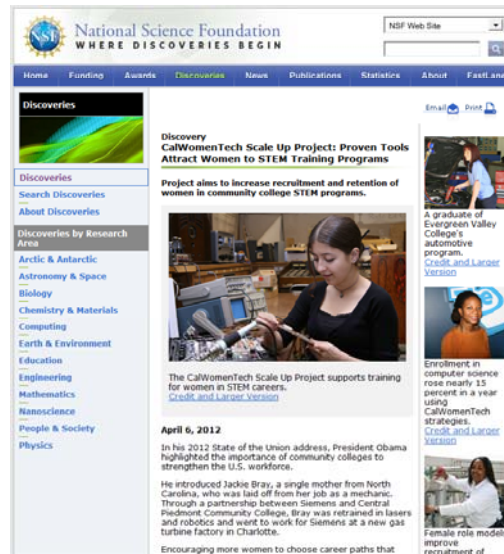 National Science Foundation
WHERE DISCOVERIES BEGIN
NSF
NSF Web Site
Home Funding Awards Discoveries News Publications Statistics About FastLane
Discoveries
Discoveries
Search Discoveries
About Discoveries
Discoveries by Research
Area
Arctic & Antarctic
Astronomy & Space
Biology
Chemistry & Materials
Computing
Earth & Environment
Education
Engineering
Mathematics
Nanoscience
People & Society
Physics
Email Print
Discovery
CalWomenTech Scale Up Project: Proven Tools
Attract Women to STEM Training Programs
Project aims to increase recruitment and retention of
women in community college STEM programs.
The CalWomenTech Scale Up Project supports training
for women in STEM careers.
Credit and Larger Version
April 6, 2012
In his 2012 State of the Union address, President Obama
highlighted the importance of community colleges to
strengthen the U.S. workforce.
He introduced Jackie Bray, a single mother from North
Carolina, who was laid off from her job as a mechanic.
Through a partnership between Siemens and Central
Piedmont Community College, Bray was retrained in lasers
and robotics and went to work for Siemens at a new gas
turbine factory in Charlotte.
Encouraging more women to choose career paths that
A graduate of
Evergreen Valley
College's
automotive
program.
Credit and Larger
Version
Enrollment in
computer science
rose nearly 15
percent in a year
using
CalWomenTech
strategies.
Credit and Larger
Version
Female role models
improve
recruitment of